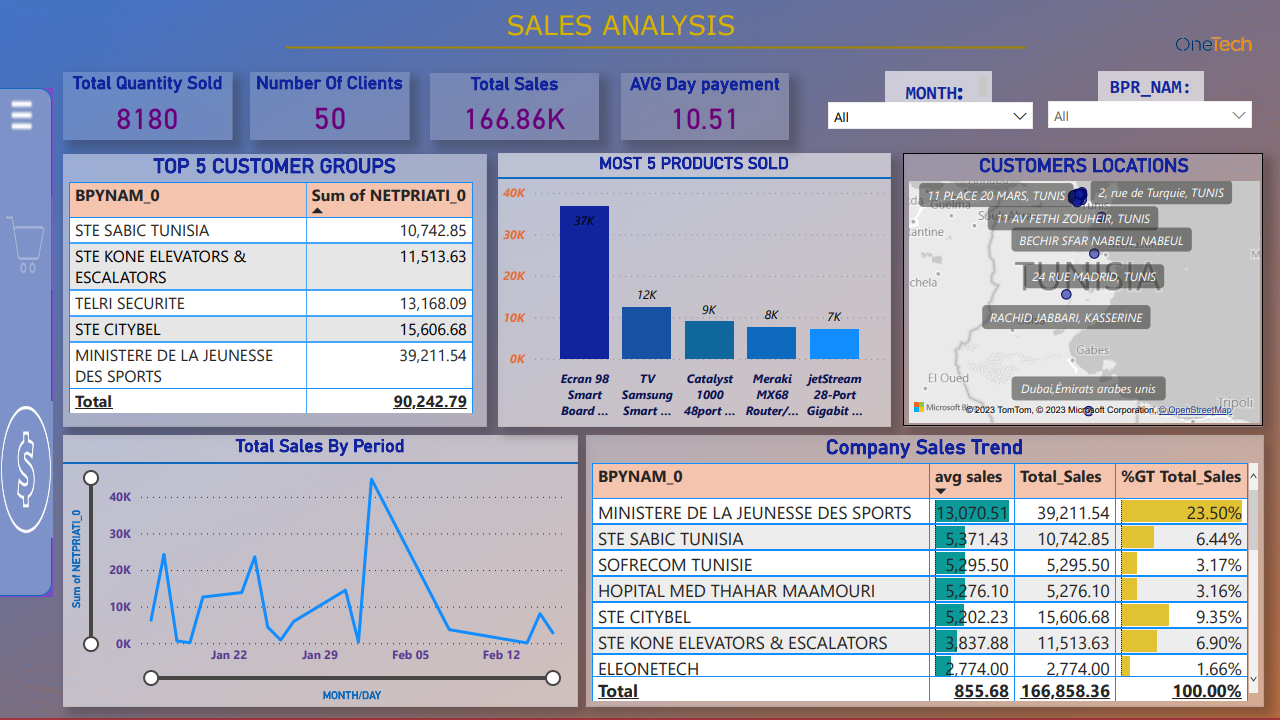 SALES ANALYSIS
OneTech
Total Quantity Sold
8180
Number Of Clients
50
Total Sales
166.86K
AVG Day payement
10.51
MONTH:
All
BPR_NAM:
All
TOP 5 CUSTOMER GROUPS
BPYNAM_0 Sum of NETPRIATI_0
STE SABIC TUNISIA 10,742.85
STE KONE ELEVATORS & 11,513.63
ESCALATORS
TELRI SECURITE 13,168.09
STE CITYBEL 15,606.68
MINISTERE DE LA JEUNESSE 39,211.54
DES SPORTS
Total 90,242.79
MOST 5 PRODUCTS SOLD
40K
30K
20K
10K
0K
37K
12K
9K
8K
7K
Ecran 98
Smart
Board ...
TV
Samsung
Smart ...
Catalyst
1000
48port ...
Meraki
MX68
Router/...
jetStream
28-Port
Gigabit ...
CUSTOMERS LOCATIONS
11 PLACE 20 MARS, TUNIS
2, rue de Turquie, TUNIS
Guelma
11 AV FETHI ZOUHEIR, TUNIS
antine
BECHIR SFAR NABEUL, NABEUL
TUNISIA
chela
24 RUE MADRID, TUNIS
RACHID JABBARI, KASSERINE
Gabes
El Oued
Dubai,Émirats arabes unis
Tripoli
Microsoft
© 2023 TomTom, © 2023 Microsoft Corporation, © OpenStreetMap
Total Sales By Period
Sum of NETPRIATI_0
40K
30K
20K
10K
0K
Jan 22
Jan 29
Feb 05
Feb 12
MONTH/DAY
Company Sales Trend
BPYNAM_0 avg sales Total_Sales %GT Total_Sales
MINISTERE DE LA JEUNESSE DES SPORTS 13,070.51 39,211.54 23.50%
STE SABIC TUNISIA 5,371.43 10,742.85 6.44%
SOFRECOM TUNISIE 5,295.50 5,295.50 3.17%
HOPITAL MED THAHAR MAAMOURI 5,276.10 5,276.10 3.16%
STE CITYBEL 5,202.23 15,606.68 9.35%
STE KONE ELEVATORS & ESCALATORS 3,837.88 11,513.63 6.90%
ELEONETECH 2,774.00 2,774.00 1.66%
Total 855.68 166,858.36 100.00%